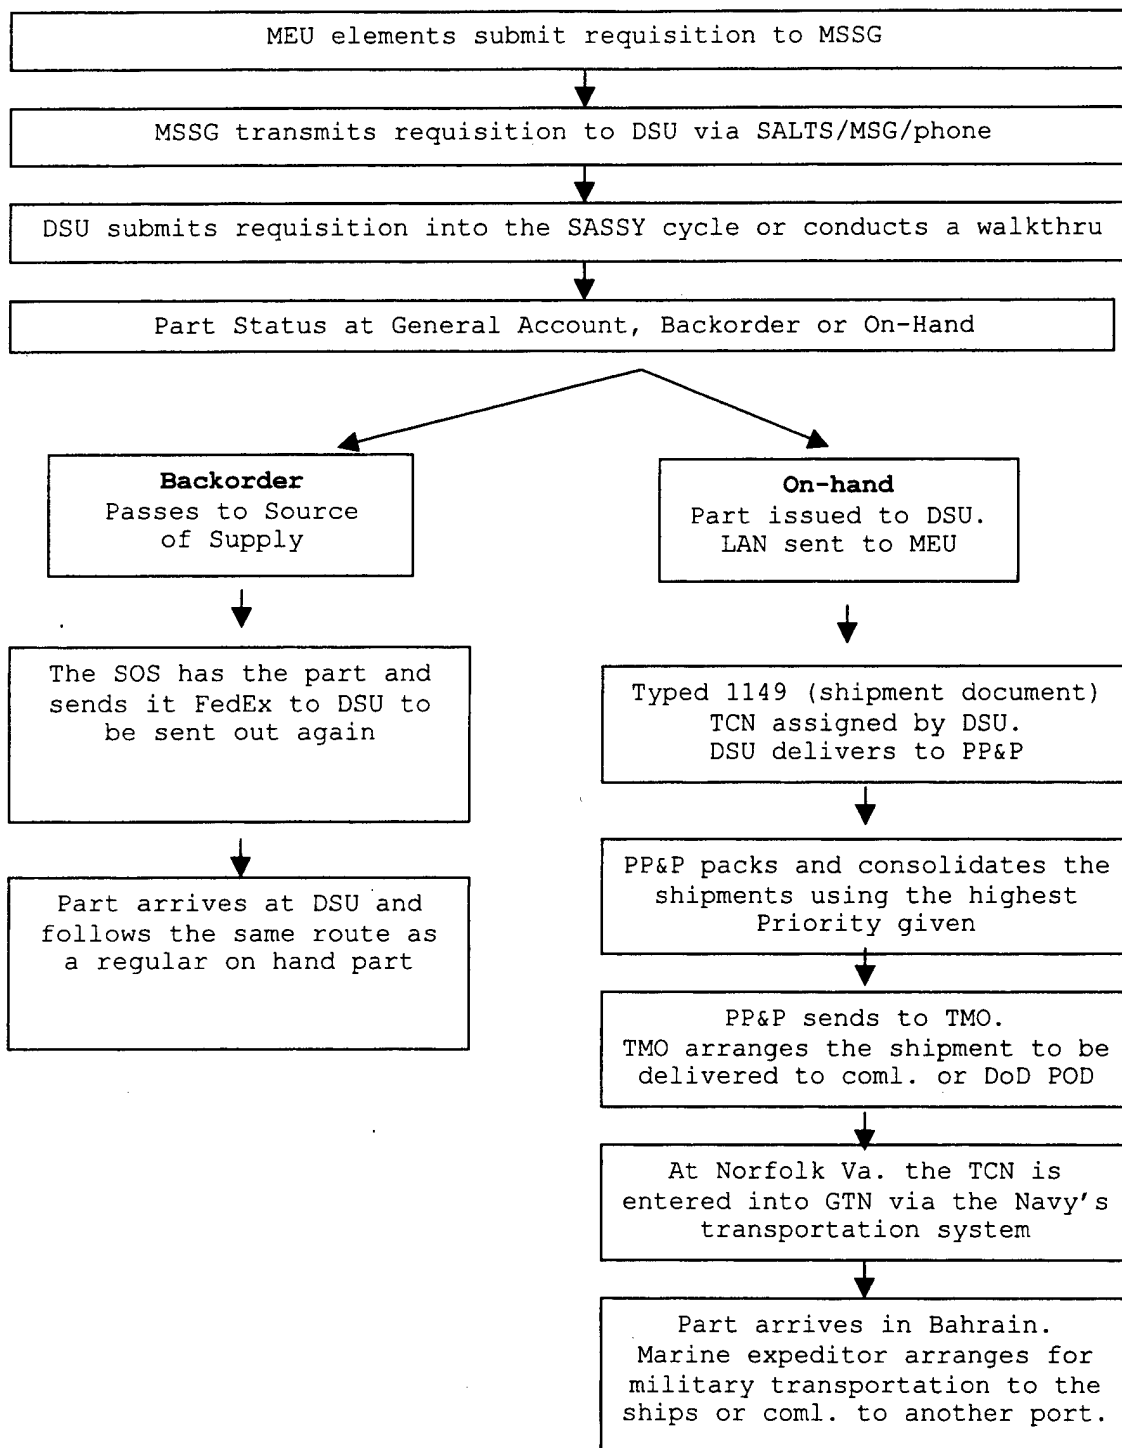 MEU elements submit requisition to MSSG
MSSG transmits requisition to DSU via SALTS/MSG/phone
DSU submits requisition into the SASSY cycle or conducts a walkthru
Part Status at General Account, Backorder or On-Hand
Backorder
Passes to Source
of Supply
The SOS has the part and
sends it FedEx to DSU to
be sent out again
Part arrives at DSU and
follows the same route as
a regular on hand part
On-hand
Part issued to DSU.
LAN sent to MEU
Typed 1149 (shipment document)
TCN assigned by DSU.
DSU delivers to PP&P
PP&P packs and consolidates the
shipments using the highest
Priority given
PP&P sends to TMO.
TMO arranges the shipment to be
delivered to coml. or DoD POD
At Norfolk Va. the TCN is
entered into GTN via the Navy's
transportation system
Part arrives in Bahrain.
Marine expeditor arranges for
military transportation to the
ships or coml. to another port.